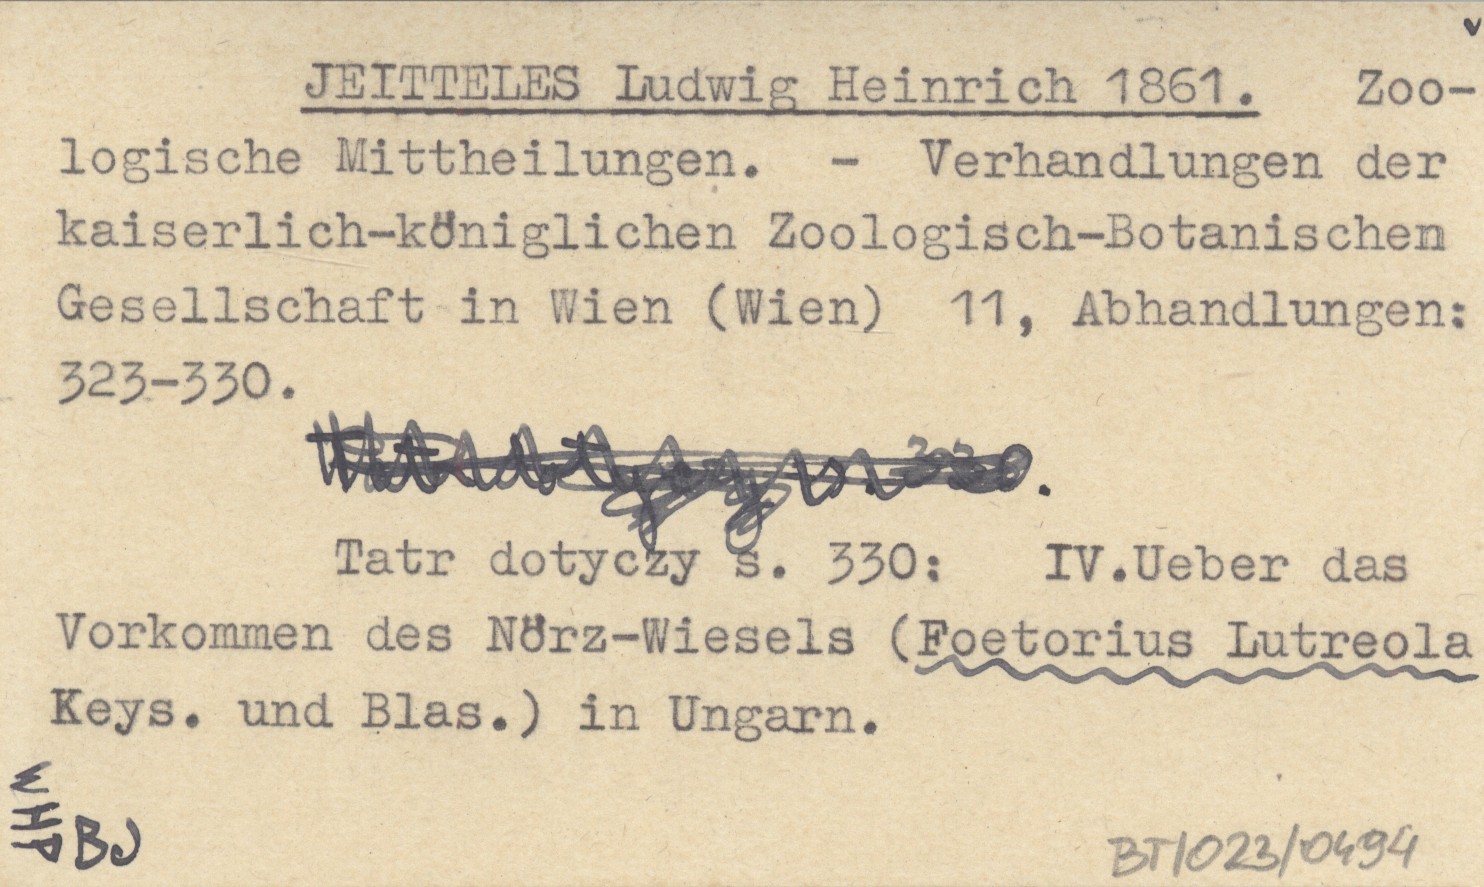 JEITTELES Ludwig Heinrich 1861. Zoo-
logische Mittheilungen. - Verhandlungen der
kaiserlich-königlichen Zoologisch-Botanischen
Gesellschaft in Wien (Wien) 11, Abhandlungen:
323-330.
330.
Tatr dotyczy s. 330: IV.Ueber das
Vorkommen des Nörz-Wiesels (Foetorius Lutreola
Keys. und Blas.) in Ungarn.
BJ
BT/023/0494